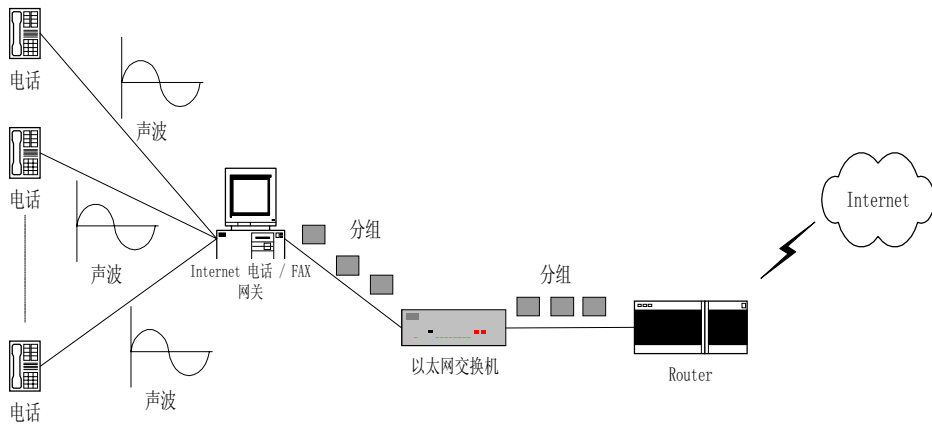 电话
声波
电话
声波
Internet 电话 / FAX
网关
分组
分组
Internet
以太网交换机
Router
声波
电话